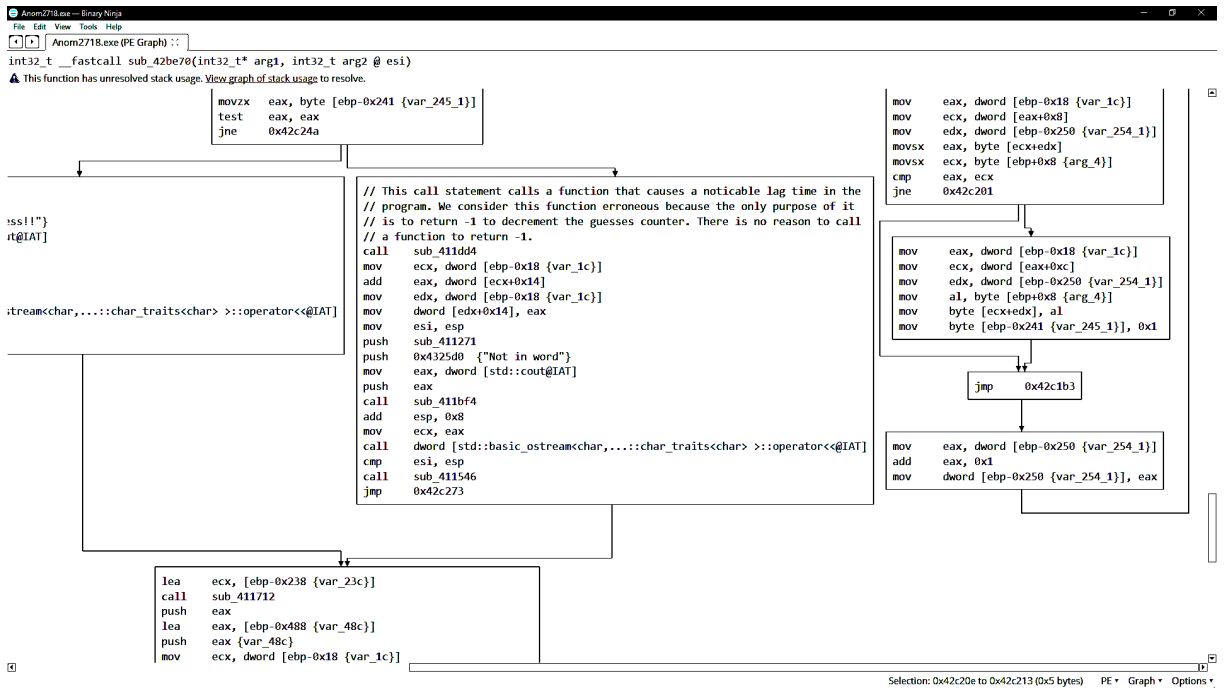 Anom2718.exe — Binary Ninja
File Edit View Tools Help
Anom2718.exe (PE Graph)
int32_t __fastcall sub_42be70(int32_t* arg1, int32_t arg2 @ esi)
This function has unresolved stack usage. View graph of stack usage to resolve.
movzx eax, byte [ebp-0x241 {var_245_1}]
test eax, eax
jne 0x42c24a
ess!!"}
ut@IAT]
stream<char,...::char_traits<char> >::operator<<@IAT]
// This call statement calls a function that causes a noticable lag time in the
// program. We consider this function erroneous because the only purpose of it
// is to return -1 to decrement the guesses counter. There is no reason to call
// a function to return -1.
call sub_411dd4
mov ecx, dword [ebp-0x18 {var_1c}]
add eax, dword [ecx+0x14]
mov edx, dword [ebp-0x18 {var_1c}]
mov dword [edx+0x14], eax
mov esi, esp
push sub_411271
push 0x4325d0 {"Not in word"}
mov eax, dword [std::cout@IAT]
push eax
call sub_411bf4
add esp, 0x8
mov ecx, eax
call dword [std::basic_ostream<char,...::char_traits<char> >::operator<<@IAT]
cmp esi, esp
call sub_411546
jmp 0x42c273
mov eax, dword [ebp-0x18 {var_1c}]
mov ecx, dword [eax+0x8]
mov edx, dword [ebp-0x250 {var_254_1}]
movsx eax, byte [ecx+edx]
movsx ecx, byte [ebp+0x8 {arg_4}]
cmp eax, ecx
jne 0x42c201
mov eax, dword [ebp-0x18 {var_1c}]
mov ecx, dword [eax+0xc]
mov edx, dword [ebp-0x250 {var_254_1}]
mov al, byte [ebp+0x8 {arg_4}]
mov byte [ecx+edx], al
mov byte [ebp-0x241 {var_245_1}], 0x1
jmp 0x42c1b3
mov eax, dword [ebp-0x250 {var_254_1}]
add eax, 0x1
mov dword [ebp-0x250 {var_254_1}], eax
lea ecx, [ebp-0x238 {var_23c}]
call sub_411712
push eax
lea eax, [ebp-0x488 {var_48c}]
push eax {var_48c}
mov ecx, dword [ebp-0x18 {var_1c}]
Selection: 0x42c20e to 0x42c213 (0x5 bytes) PE Graph Options